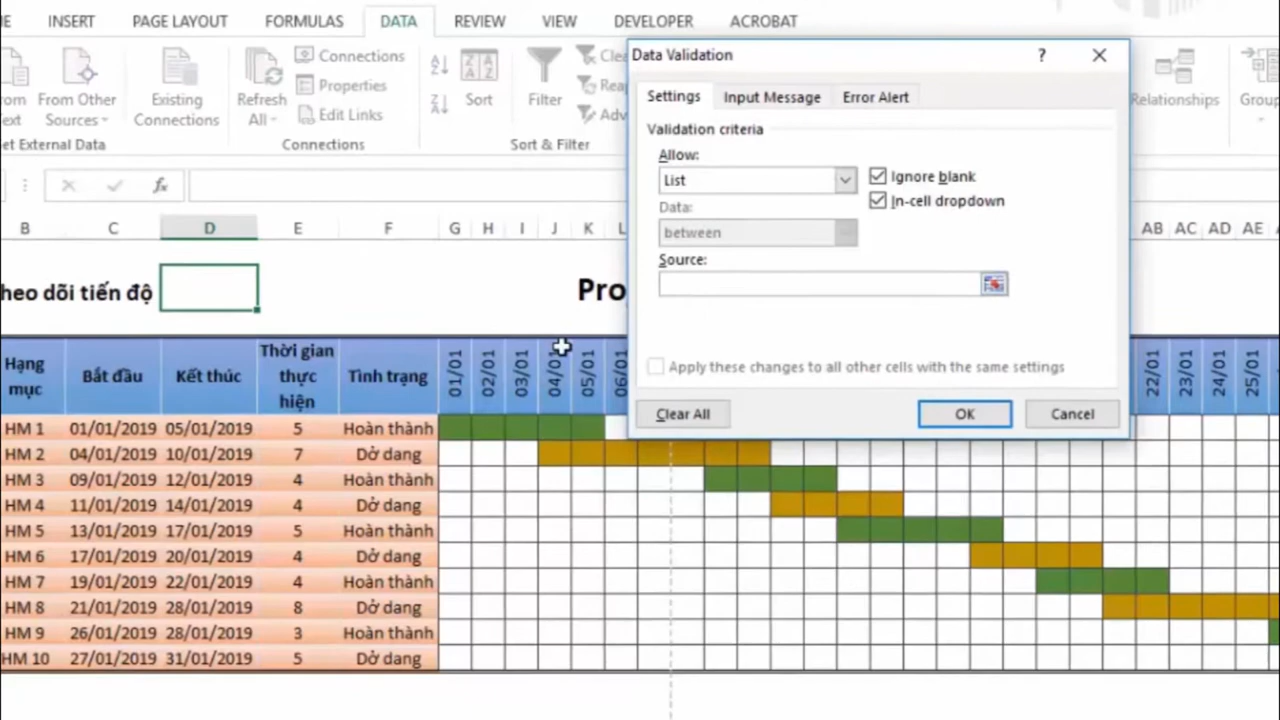 E INSERT PAGE LAYOUT FORMULAS DATA REVIEW VIEW DEVELOPER ACROBAT
From Other Sources
Existing Connections
Refresh All
Connections
Properties
Edit Links
Sort
Filter
Clea
Reap
Adv
Relationships
Group
et External Data
Connections
Sort & Filter
fx
Data Validation
?
Settings Input Message Error Alert
Validation criteria
Allow:
List
Ignore blank
In-cell dropdown
Data:
between
Source:
Apply these changes to all other cells with the same settings
Clear All OK Cancel
B C D E F G H I J K L AB AC AD AE
heo dõi tiến độ Pro
Hạng mục Bắt đầu Kết thúc Thời gian thực hiện Tình trạng 01/01 02/01 03/01 04/01 05/01 06/01 22/01 23/01 24/01 25/01
HM 1 01/01/2019 05/01/2019 5 Hoàn thành
HM 2 04/01/2019 10/01/2019 7 Dở dang
HM 3 09/01/2019 12/01/2019 4 Hoàn thành
HM 4 11/01/2019 14/01/2019 4 Dở dang
HM 5 13/01/2019 17/01/2019 5 Hoàn thành
HM 6 17/01/2019 20/01/2019 4 Dở dang
HM 7 19/01/2019 22/01/2019 4 Hoàn thành
HM 8 21/01/2019 28/01/2019 8 Dở dang
HM 9 26/01/2019 28/01/2019 3 Hoàn thành
HM 10 27/01/2019 31/01/2019 5 Dở dang